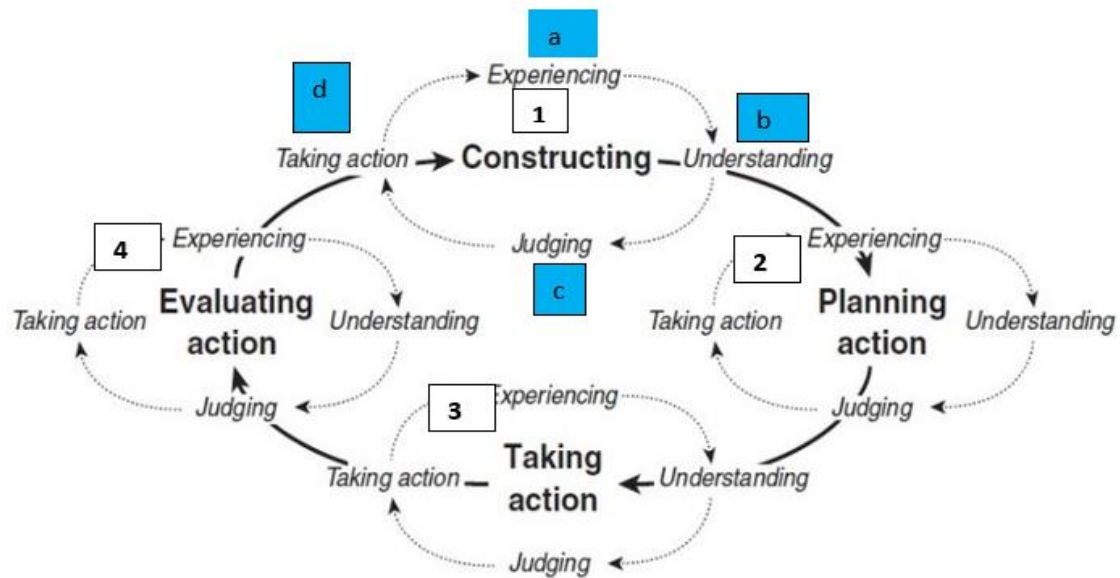 a
Experiencing
d
1
b
Taking action
Constructing
Understanding
Judging
c
4
Experiencing
Taking action
Evaluating
action
Understanding
Judging
2
Experiencing
Taking action
Planning
action
Understanding
Judging
3
Experiencing
Taking action
Taking
action
Understanding
Judging